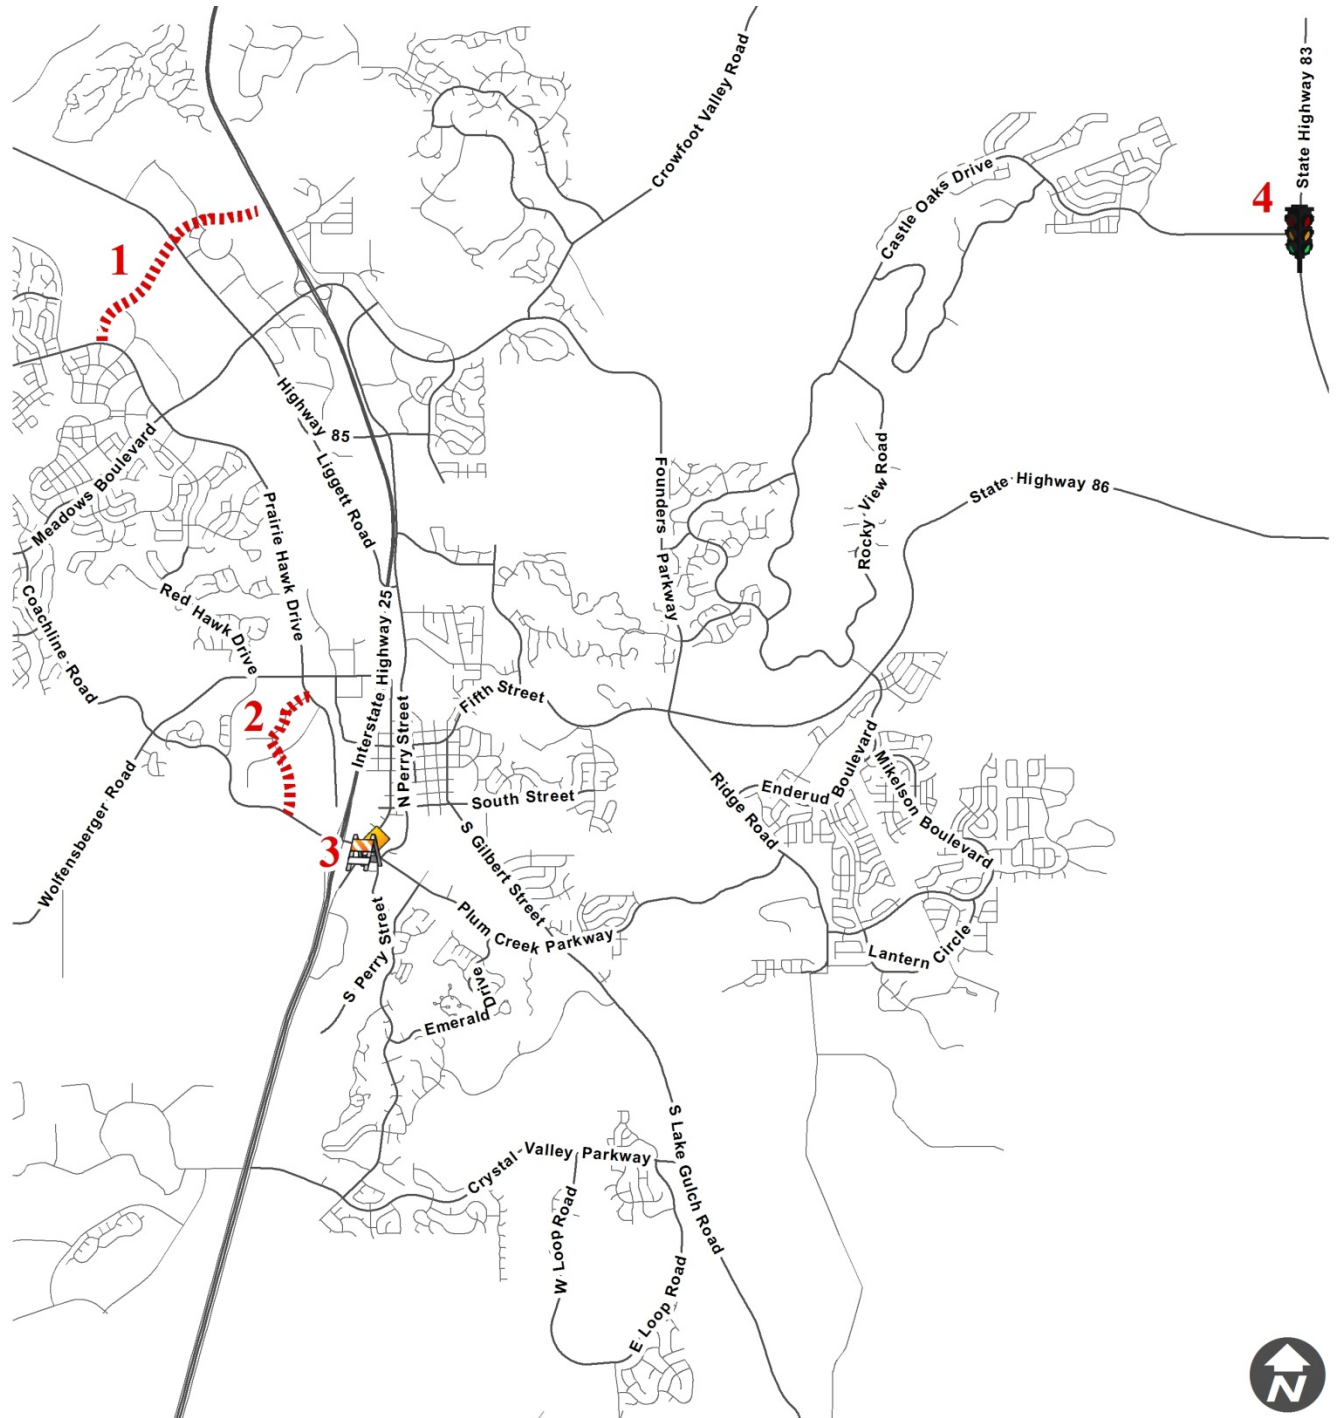 State Highway 83
Crowfoot Valley Road
Castle Oaks Drive
4
1
Highway 85
Liggett Road
Meadows Boulevard
Founders Parkway
Rocky View Road
State Highway 86
Prairie Hawk Drive
Coachline Road
Red Hawk Drive
Interstate Highway 25
N Perry Street
Fifth Street
2
Wolfensberger Road
South Street
Ridge Road
Enderud Boulevard
Mikelson Boulevard
3
S Gilbert Street
Plum Creek Parkway
S Perry Street
Emerald Drive
Lantern Circle
Crystal Valley Parkway
S Lake Gulch Road
W Loop Road
E Loop Road
N